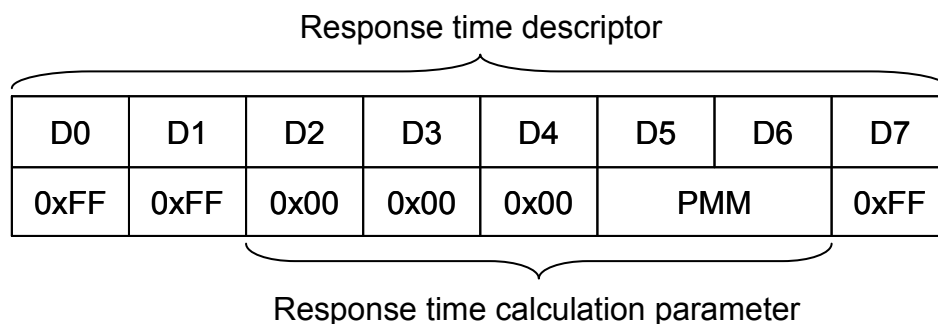 Response time descriptor
D0 D1 D2 D3 D4 D5 D6 D7
0xFF 0xFF 0x00 0x00 0x00 PMM 0xFF
Response time calculation parameter